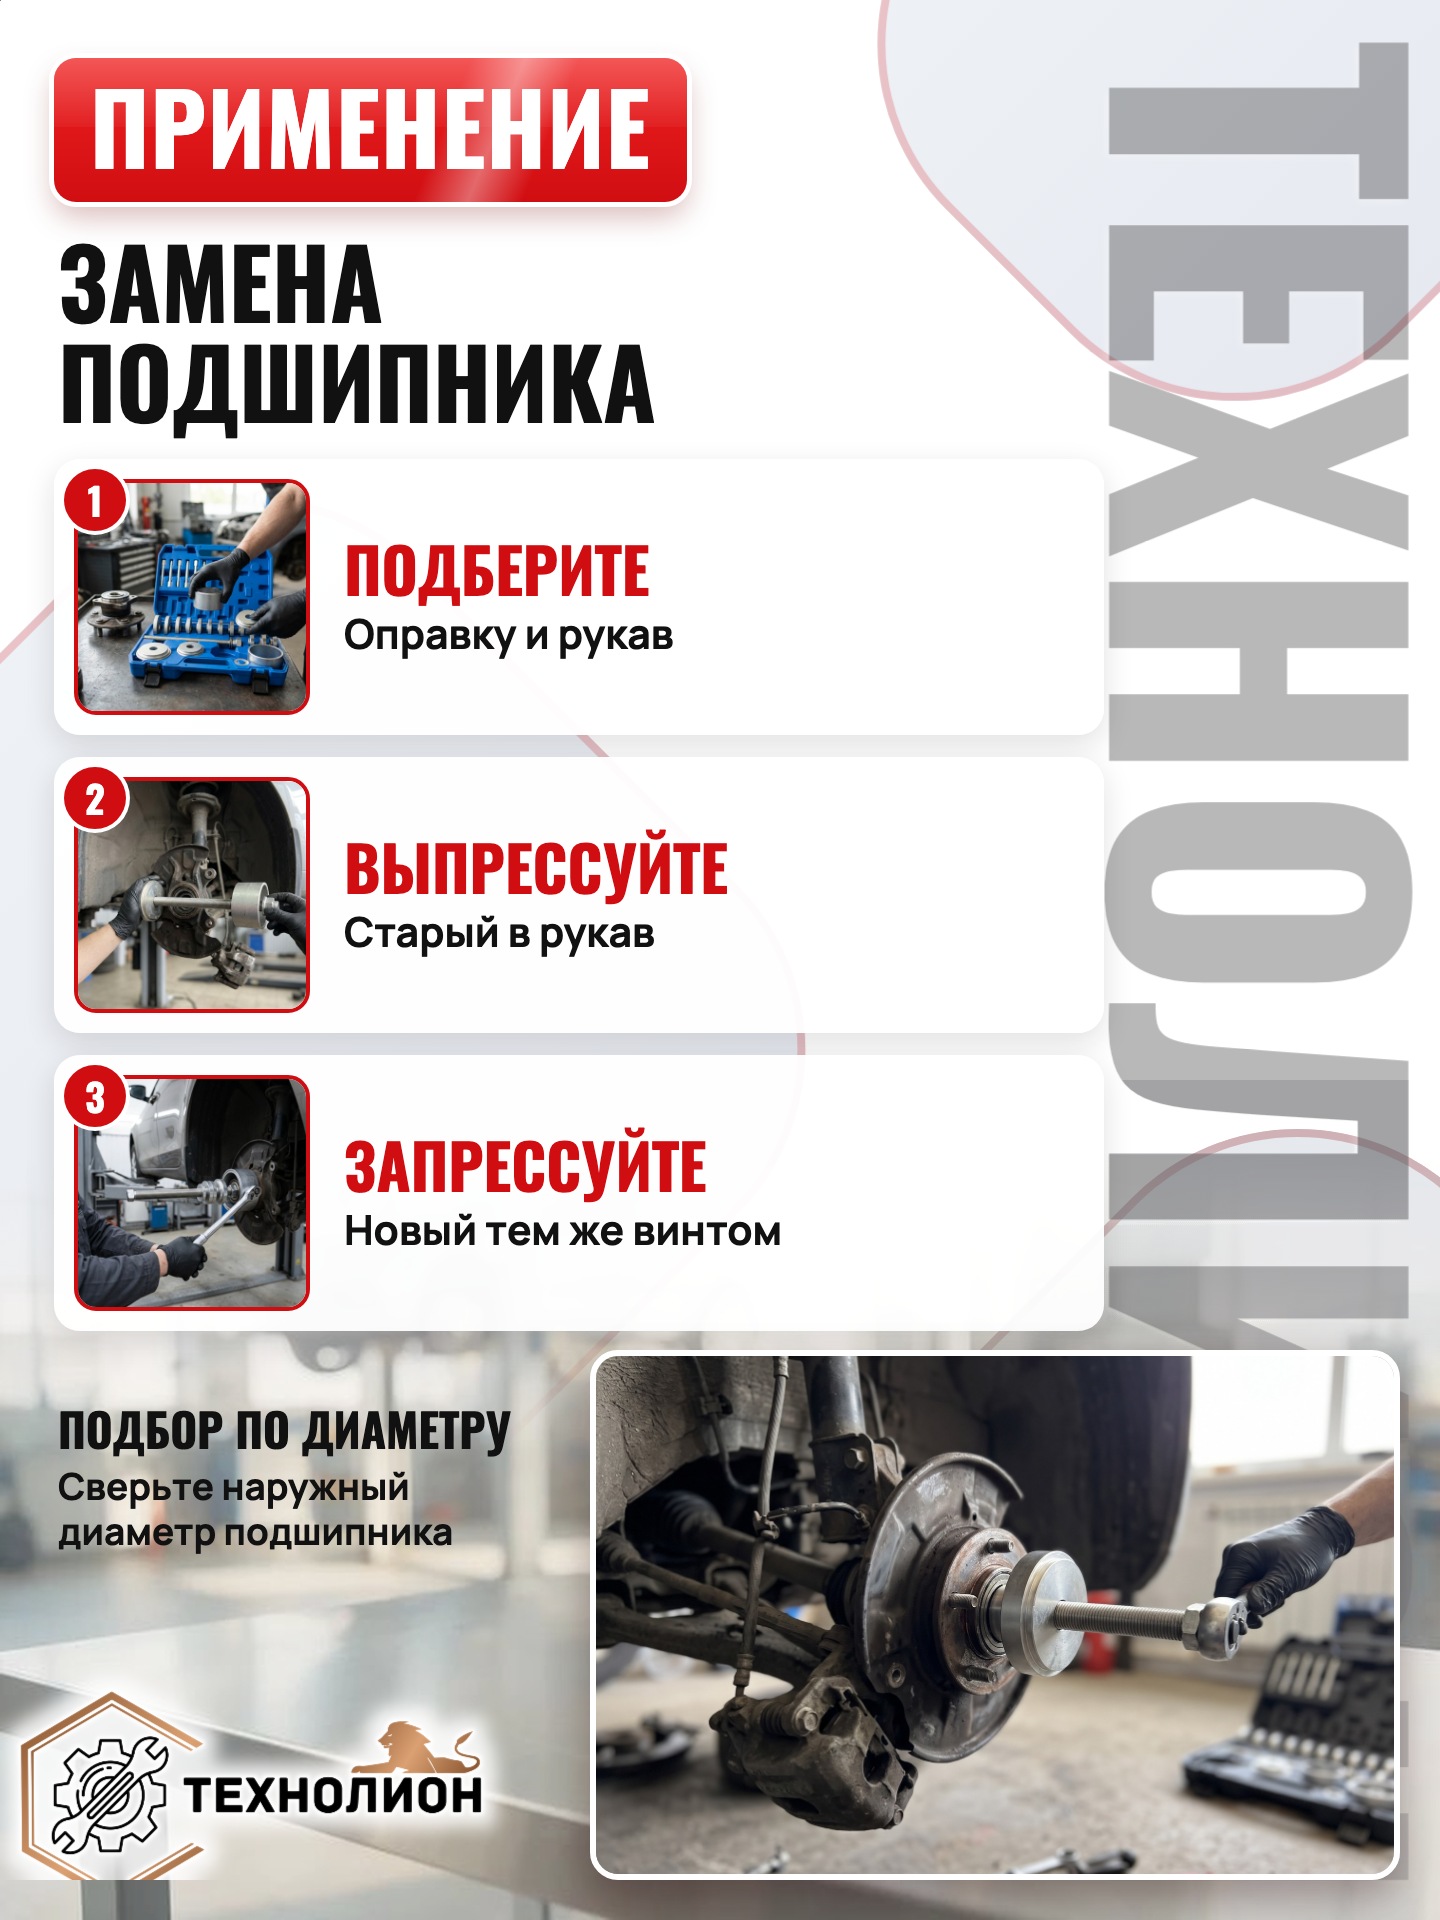 ПРИМЕНЕНИЕ
ЗАМЕНА
ПОДШИПНИКА
1
ПОДБЕРИТЕ
Оправку и рукав
2
ВЫПРЕССУЙТЕ
Старый в рукав
3
ЗАПРЕССУЙТЕ
Новый тем же винтом
ПОДБОР ПО ДИАМЕТРУ
Сверьте наружный
диаметр подшипника
ТЕХНОЛИОН
ТЕХНОЛИ